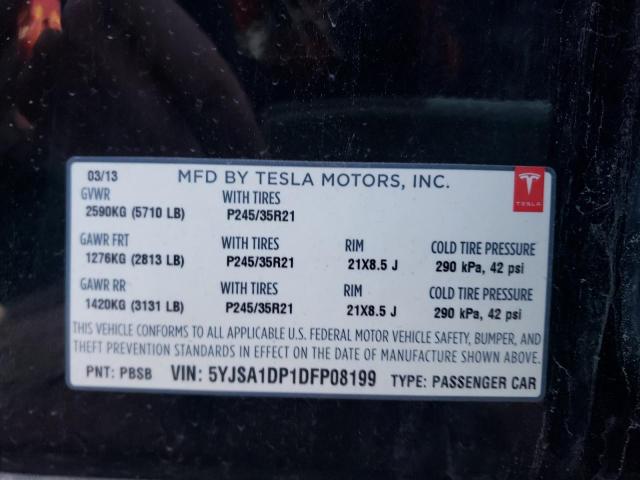 03/13 MFD BY TESLA MOTORS, INC.
TESLA
GVWR WITH TIRES
2590KG (5710 LB) P245/35R21
GAWR FRT WITH TIRES RIM COLD TIRE PRESSURE
1276KG (2813 LB) P245/35R21 21X8.5 J 290 kPa, 42 psi
GAWR RR WITH TIRES RIM COLD TIRE PRESSURE
1420KG (3131 LB) P245/35R21 21X8.5 J 290 kPa, 42 psi
THIS VEHICLE CONFORMS TO ALL APPLICABLE U.S. FEDERAL MOTOR VEHICLE SAFETY, BUMPER, AND
THEFT PREVENTION STANDARDS IN EFFECT ON THE DATE OF MANUFACTURE SHOWN ABOVE.
PNT: PBSB VIN: 5YJSA1DP1DFP08199 TYPE: PASSENGER CAR